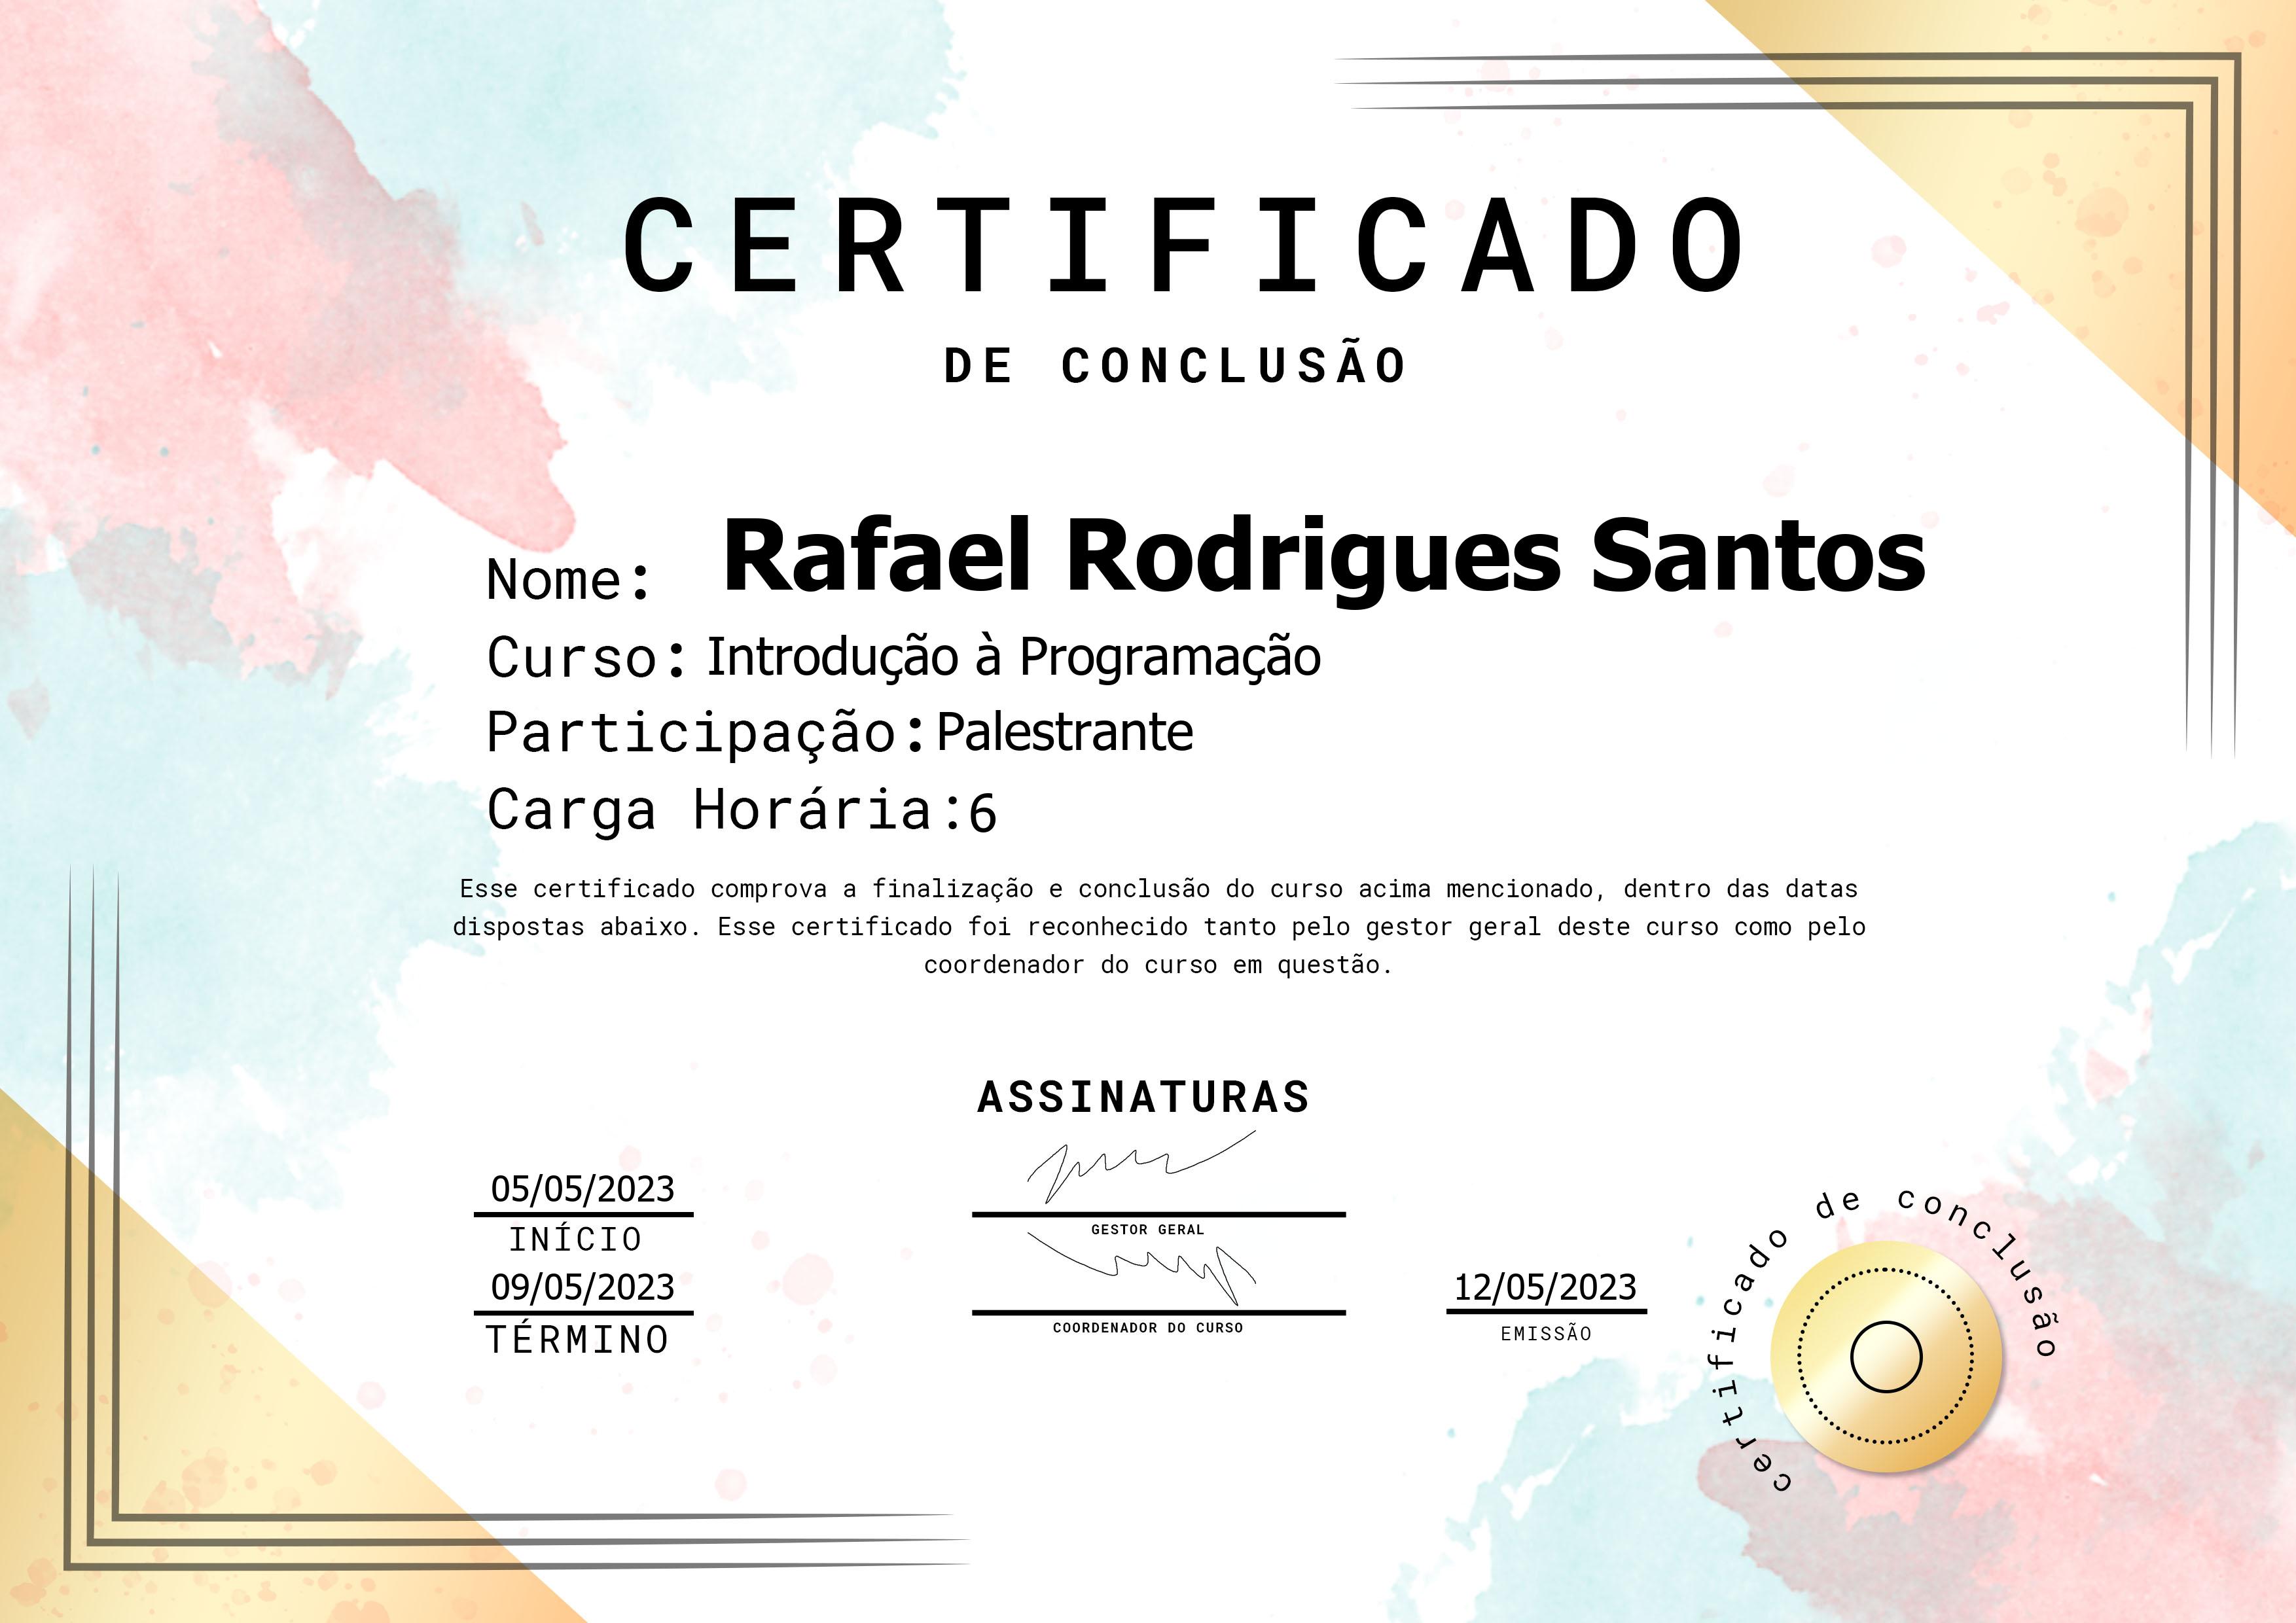 CERTIFICADO
DE CONCLUSÃO
Nome: Rafael Rodrigues Santos
Curso: Introdução à Programação
Participação: Palestrante
Carga Horária:6
Esse certificado comprova a finalização e conclusão do curso acima mencionado, dentro das datas
dispostas abaixo. Esse certificado foi reconhecido tanto pelo gestor geral deste curso como pelo
coordenador do curso em questão.
ASSINATURAS
05/05/2023
INÍCIO
GESTOR GERAL
09/05/2023
TÉRMINO
COORDENADOR DO CURSO
12/05/2023
EMISSÃO
certificado de conclusão